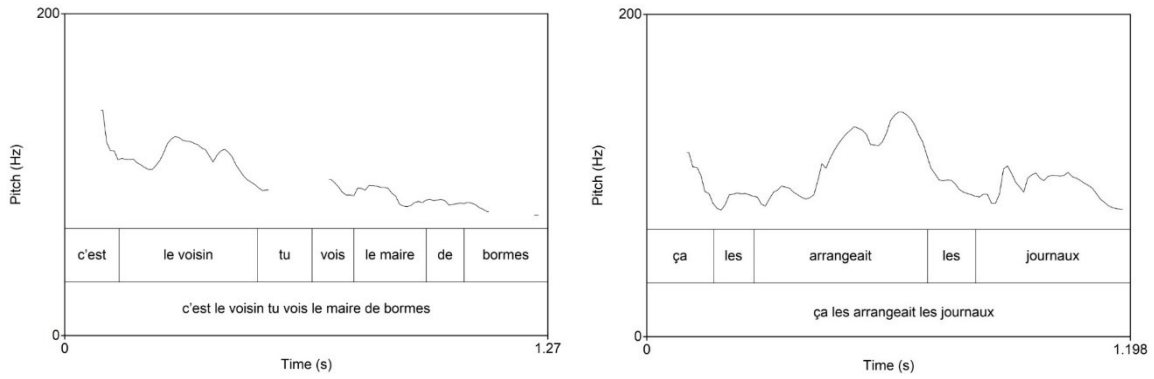 200
Pitch (Hz)
c'est le voisin tu vois le maire de bormes
c'est le voisin tu vois le maire de bormes
0
0 1.27
Time (s)
200
Pitch (Hz)
ça les arrangeait les journaux
ça les arrangeait les journaux
0
0 1.198
Time (s)